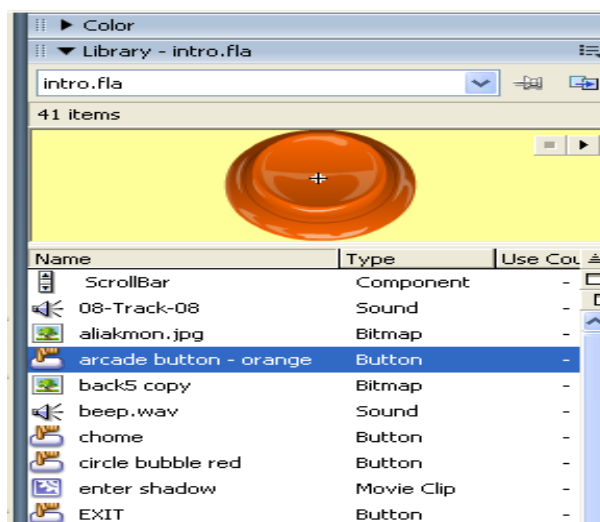 Color
Library - intro.fla
intro.fla
41 items
Name Type Use Cou
ScrollBar Component -
08-Track-08 Sound -
aliakmon.jpg Bitmap -
arcade button - orange Button -
back5 copy Bitmap -
beep.wav Sound -
chome Button -
circle bubble red Button -
enter shadow Movie Clip -
EXIT Button -